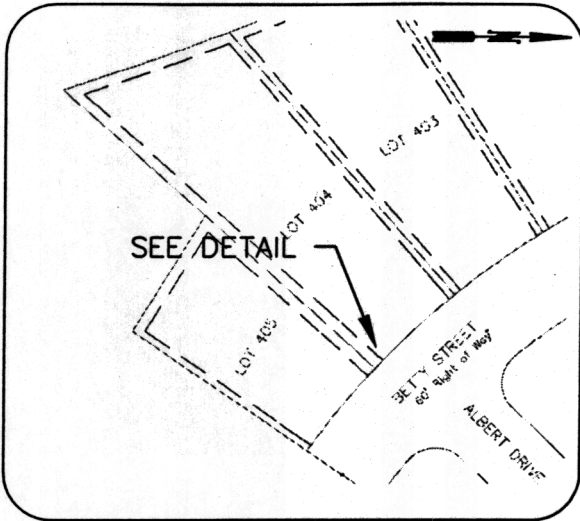 LOT 403
LOT 404
SEE DETAIL
LOT 405
BETTY STREET
60' Right of Way
ALBERT DRIVE